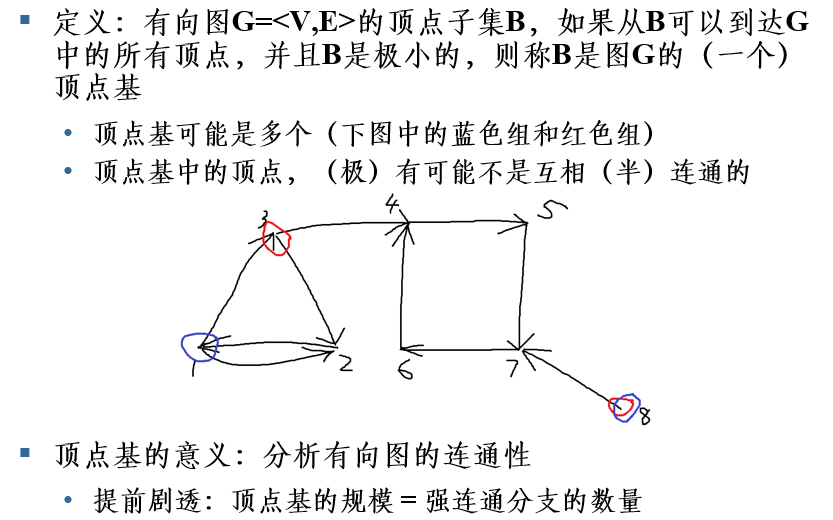 定义：有向图G=<V,E>的顶点子集B，如果从B可以到达G
中的所有顶点，并且B是极小的，则称B是图G的（一个）
顶点基
顶点基可能是多个（下图中的蓝色组和红色组）
顶点基中的顶点，（极）有可能不是互相（半）连通的
3
4
5
1
2
6
7
8
顶点基的意义：分析有向图的连通性
提前剧透：顶点基的规模 = 强连通分支的数量